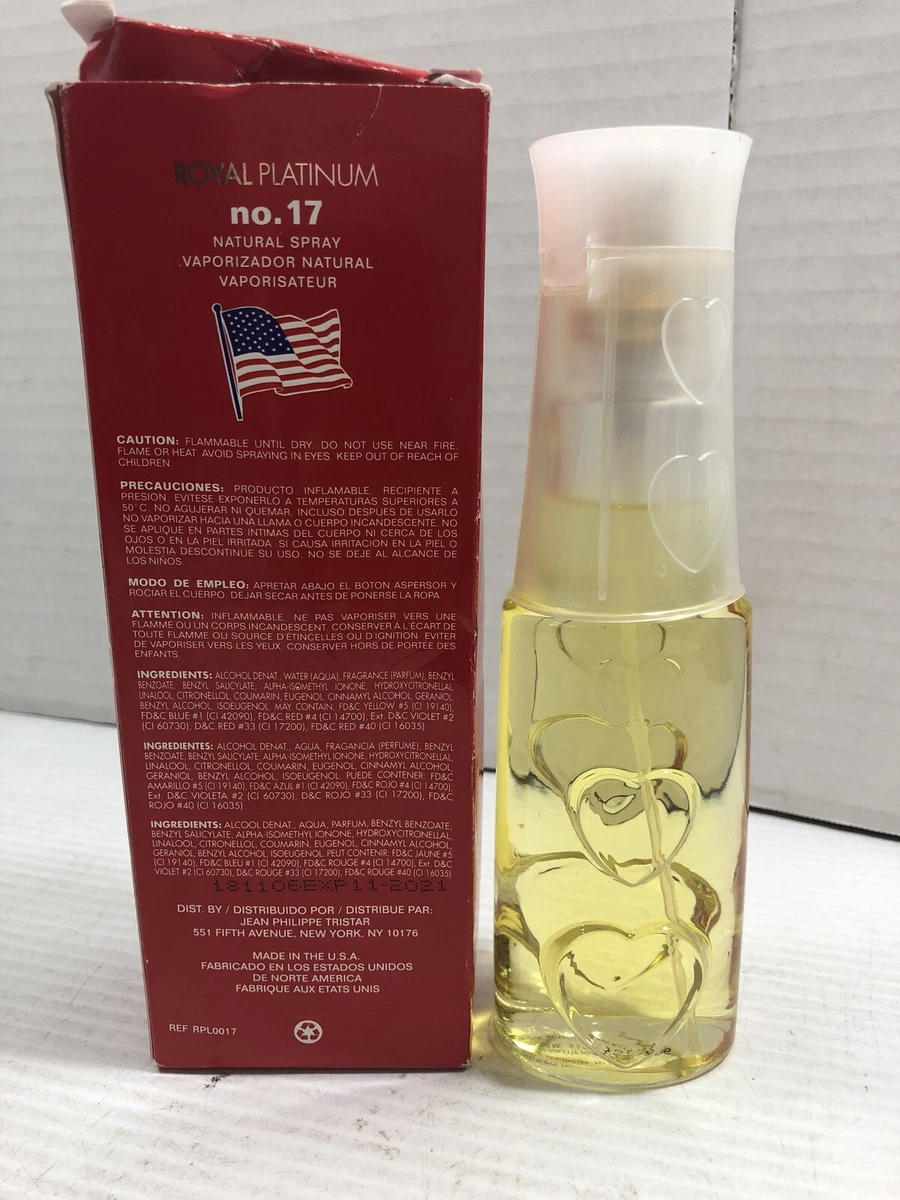 ROYAL PLATINUM
no.17
NATURAL SPRAY
VAPORIZADOR NATURAL
VAPORISATEUR
CAUTION: FLAMMABLE UNTIL DRY. DO NOT USE NEAR FIRE,
FLAME OR HEAT. AVOID SPRAYING IN EYES. KEEP OUT OF REACH OF
CHILDREN.
PRECAUCIONES: PRODUCTO INFLAMABLE, RECIPIENTE A
PRESION, EVITESE EXPONERLO A TEMPERATURAS SUPERIORES A
50°C. NO AGUJERAR NI QUEMAR, INCLUSO DESPUES DE USARLO
NO VAPORIZAR HACIA UNA LLAMA O CUERPO INCANDESCENTE. NO
SE APLIQUE EN PARTES INTIMAS DEL CUERPO NI CERCA DE LOS
OJOS O EN LA PIEL IRRITADA. SI CAUSA IRRITACION EN LA PIEL O
MOLESTIA DESCONTINUE SU USO. NO SE DEJE AL ALCANCE DE
LOS NINOS
MODO DE EMPLEO: APRETAR ABAJO EL BOTON ASPERSOR Y
ROCIAR EL CUERPO. DEJAR SECAR ANTES DE PONERSE LA ROPA
ATTENTION: INFLAMMABLE. NE PAS VAPORISER VERS UNE
FLAMME OU UN CORPS INCANDESCENT. CONSERVER A L'ÉCART DE
TOUTE FLAMME OU SOURCE D'ÉTINCELLES OU D'IGNITION. EVITER
DE VAPORISER VERS LES YEUX. CONSERVER HORS DE PORTÉE DES
ENFANTS.
INGREDIENTS: ALCOHOL DENAT., WATER (AQUA), FRAGRANCE (PARFUM), BENZYL
BENZOATE, BENZYL SALICYLATE, ALPHA-ISOMETHYL IONONE, HYDROXYCITRONELLAL,
LINALOOL, CITRONELLOL, COUMARIN, EUGENOL, CINNAMYL ALCOHOL, GERANIOL,
BENZYL ALCOHOL, ISOEUGENOL. MAY CONTAIN: FD&C YELLOW #5 (CI 19140),
FD&C BLUE #1 (CI 42090), FD&C RED #4 (CI 14700), Ext. D&C VIOLET #2
(CI 60730), D&C RED #33 (CI 17200), FD&C RED #40 (CI 16035)
INGREDIENTES: ALCOHOL DENAT., AGUA, FRAGANCIA (PERFUME), BENZYL
BENZOATE, BENZYL SALICYLATE, ALPHA-ISOMETHYL IONONE, HYDROXYCITRONELLAL,
LINALOOL, CITRONELLOL, COUMARIN, EUGENOL, CINNAMYL ALCOHOL,
GERANIOL, BENZYL ALCOHOL, ISOEUGENOL. PUEDE CONTENER: FD&C
AMARILLO #5 (CI 19140), FD&C AZUL #1 (CI 42090), FD&C ROJO #4 (CI 14700),
Ext. D&C VIOLETA #2 (CI 60730), D&C ROJO #33 (CI 17200), FD&C
ROJO #40 (CI 16035)
INGREDIENTS: ALCOOL DENAT., AQUA, PARFUM, BENZYL BENZOATE,
BENZYL SALICYLATE, ALPHA-ISOMETHYL IONONE, HYDROXYCITRONELLAL,
LINALOOL, CITRONELLOL, COUMARIN, EUGENOL, CINNAMYL ALCOHOL,
GERANIOL, BENZYL ALCOHOL, ISOEUGENOL. PEUT CONTENIR: FD&C JAUNE #5
(CI 19140), FD&C BLEU #1 (CI 42090), FD&C ROUGE #4 (CI 14700), Ext. D&C
VIOLET #2 (CI 60730), D&C ROUGE #33 (CI 17200), FD&C ROUGE #40 (CI 16035)
181106EXP11-2021
DIST. BY / DISTRIBUIDO POR / DISTRIBUE PAR:
JEAN PHILIPPE TRISTAR
551 FIFTH AVENUE, NEW YORK, NY 10176
MADE IN THE U.S.A.
FABRICADO EN LOS ESTADOS UNIDOS
DE NORTE AMERICA
FABRIQUE AUX ETATS UNIS
REF RPL0017